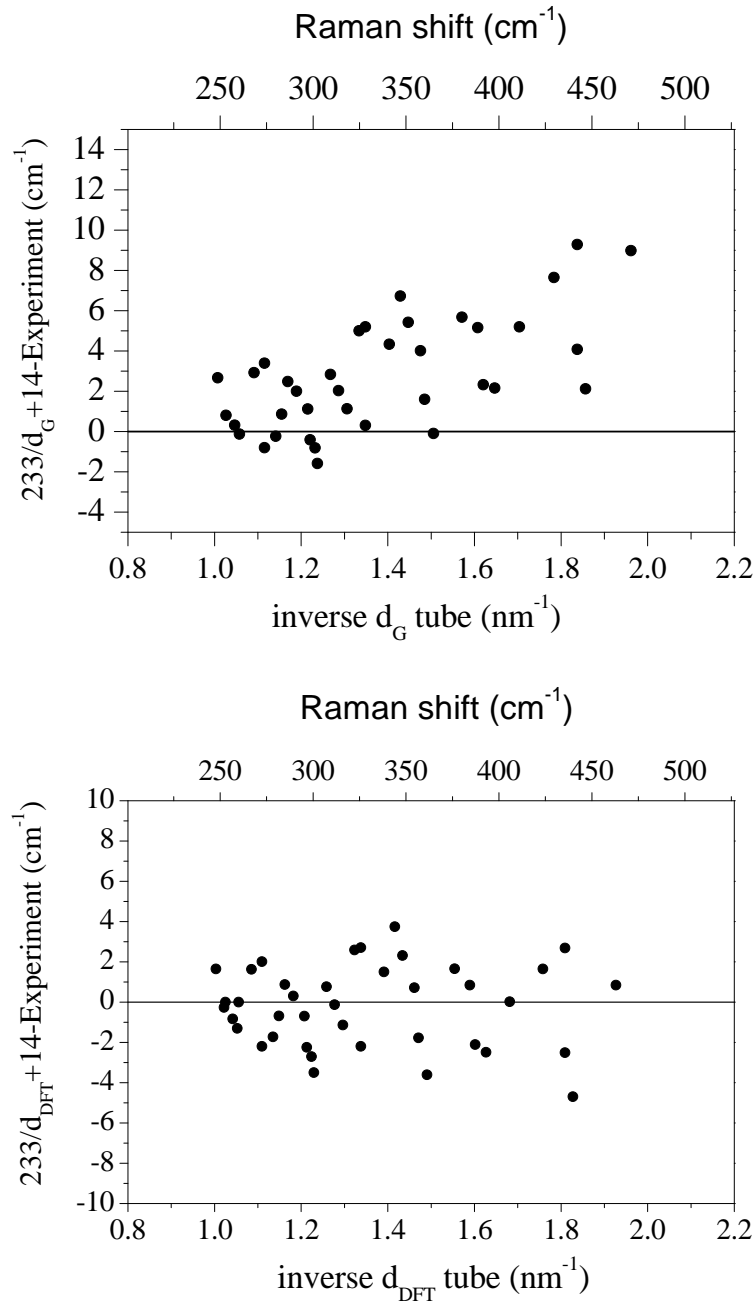 Raman shift (cm-1)
250 300 350 400 450 500
14
12
10
8
6
4
2
0
-2
-4
233/dG+14-Experiment (cm-1)
0.8 1.0 1.2 1.4 1.6 1.8 2.0 2.2
inverse dG tube (nm-1)
Raman shift (cm-1)
250 300 350 400 450 500
10
8
6
4
2
0
-2
-4
-6
-8
-10
233/dDFT+14-Experiment (cm-1)
0.8 1.0 1.2 1.4 1.6 1.8 2.0 2.2
inverse dDFT tube (nm-1)